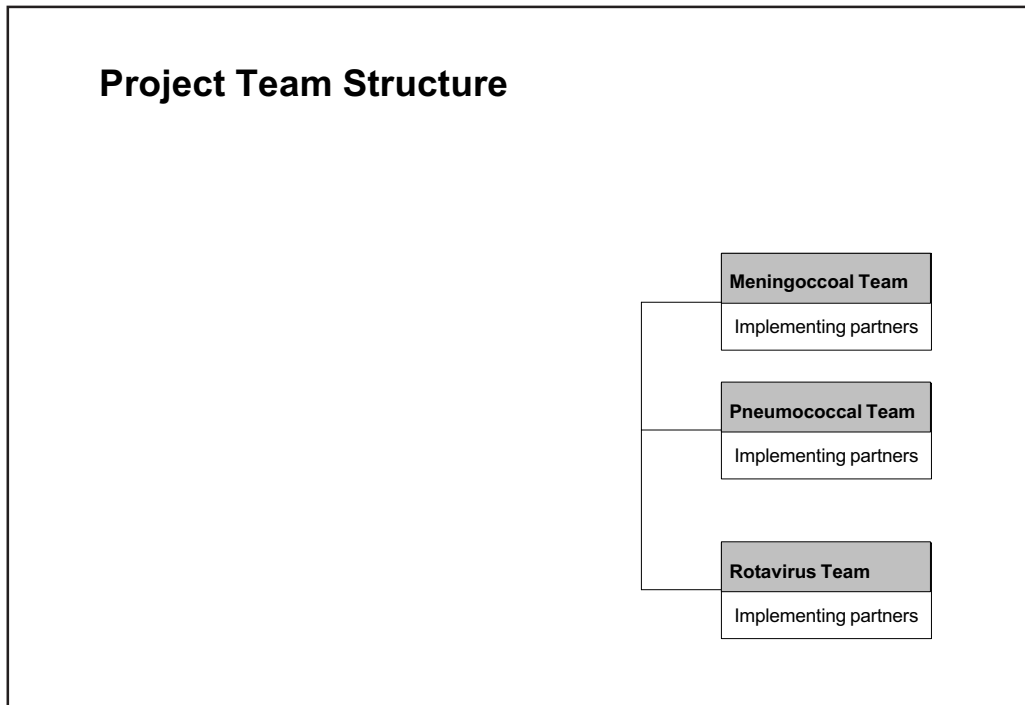 Project Team Structure
Meningoccoal Team
Implementing partners
Pneumococcal Team
Implementing partners
Rotavirus Team
Implementing partners